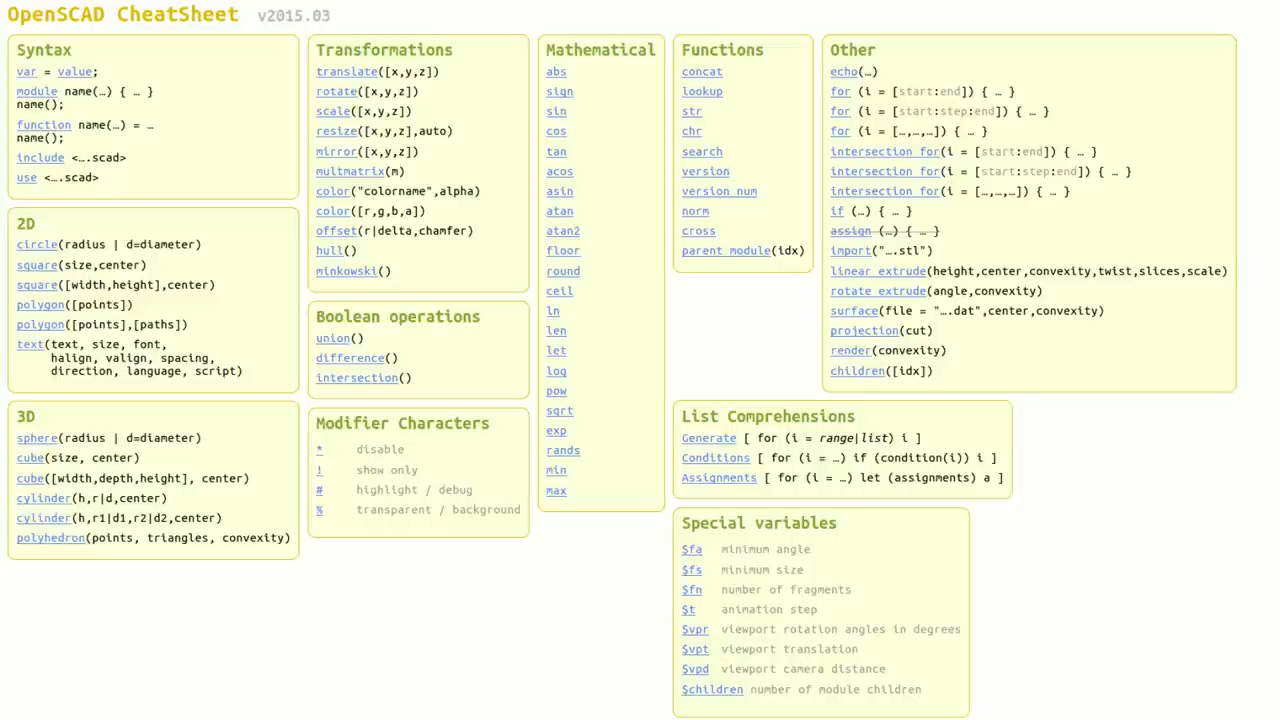 OpenSCAD CheatSheet v2015.03
Syntax
var = value;
module name(…) { … }
name();
function name(…) = …
name();
include <….scad>
use <….scad>
2D
circle(radius | d=diameter)
square(size,center)
square([width,height],center)
polygon([points])
polygon([points],[paths])
text(text, size, font,
halign, valign, spacing,
direction, language, script)
3D
sphere(radius | d=diameter)
cube(size, center)
cube([width,depth,height], center)
cylinder(h,r|d,center)
cylinder(h,r1|d1,r2|d2,center)
polyhedron(points, triangles, convexity)
Transformations
translate([x,y,z])
rotate([x,y,z])
scale([x,y,z])
resize([x,y,z],auto)
mirror([x,y,z])
multmatrix(m)
color("colorname",alpha)
color([r,g,b,a])
offset(r|delta,chamfer)
hull()
minkowski()
Boolean operations
union()
difference()
intersection()
Modifier Characters
* disable
! show only
# highlight / debug
% transparent / background
Mathematical
abs
sign
sin
cos
tan
acos
asin
atan
atan2
floor
round
ceil
ln
len
let
log
pow
sqrt
exp
rands
min
max
Functions
concat
lookup
str
chr
search
version
version_num
norm
cross
parent_module(idx)
Other
echo(…)
for (i = [start:end]) { … }
for (i = [start:step:end]) { … }
for (i = […,…,…]) { … }
intersection_for(i = [start:end]) { … }
intersection_for(i = [start:step:end]) { … }
intersection_for(i = […,…,…]) { … }
if (…) { … }
assign (…) { … }
import("….stl")
linear_extrude(height,center,convexity,twist,slices,scale)
rotate_extrude(angle,convexity)
surface(file = "….dat",center,convexity)
projection(cut)
render(convexity)
children([idx])
List Comprehensions
Generate [ for (i = range|list) i ]
Conditions [ for (i = …) if (condition(i)) i ]
Assignments [ for (i = …) let (assignments) a ]
Special variables
$fa minimum angle
$fs minimum size
$fn number of fragments
$t animation step
$vpr viewport rotation angles in degrees
$vpt viewport translation
$vpd viewport camera distance
$children number of module children